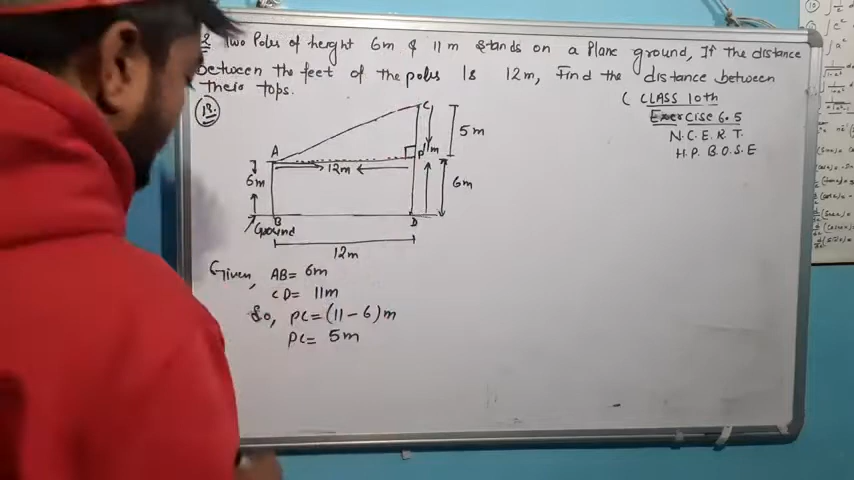 2 Two Poles of height 6m & 11m stands on a Plane ground, If the distance
between the feet of the poles Is 12m, Find the distance between
their tops.
( CLASS 10th
Exercise 6.5
N.C.E.R.T.
H.P.B.O.S.E
13.
C
5m
11m
A
P
12m
6m
6m
B
D
Ground
12m
Given, AB= 6m
CD= 11m
So, PC= (11-6)m
PC= 5m